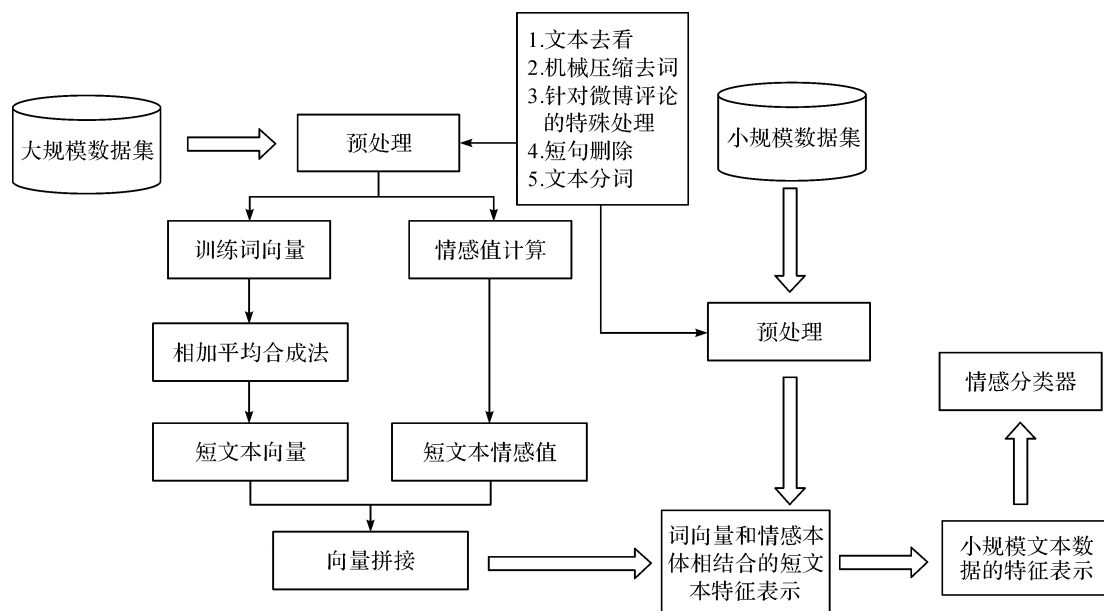 1.文本去看
2.机械压缩去词
3.针对微博评论
的特殊处理
4.短句删除
5.文本分词
大规模数据集
预处理
小规模数据集
训练词向量
情感值计算
预处理
相加平均合成法
情感分类器
短文本向量
短文本情感值
向量拼接
词向量和情感本
体相结合的短文
本特征表示
小规模文本数
据的特征表示